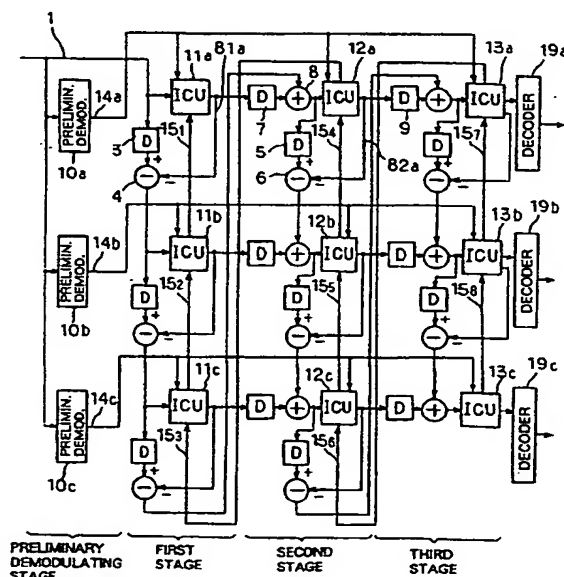 1
81a
11a
12a
13a
19a
14a
ICU
8
ICU
ICU
PRELIMIN. DEMOD.
D
D
DECODER
3
D
15₁
7
5
D
15₄
9
D
15₇
10a
4
6
82a
11b
12b
13b
19b
14b
ICU
D
ICU
D
ICU
PRELIMIN. DEMOD.
D
15₂
D
15₅
D
15₈
DECODER
10b
11c
12c
13c
19c
14c
ICU
D
ICU
D
ICU
PRELIMIN. DEMOD.
D
15₃
D
15₆
DECODER
10c
PRELIMINARY DEMODULATING STAGE
FIRST STAGE
SECOND STAGE
THIRD STAGE